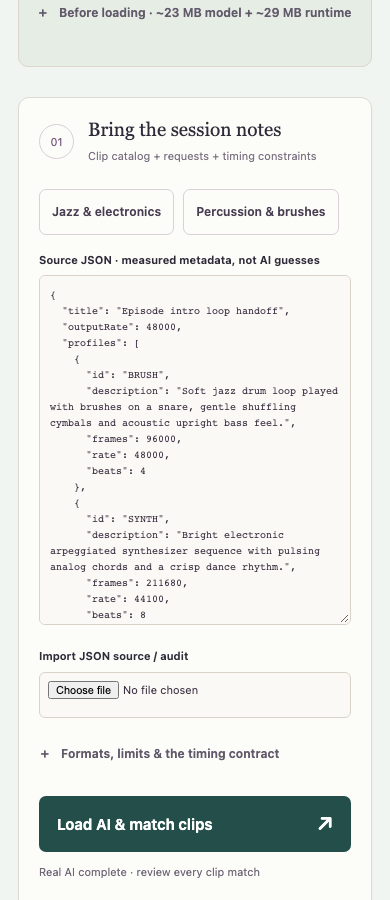 + Before loading · ~23 MB model + ~29 MB runtime
01
Bring the session notes
Clip catalog + requests + timing constraints
Jazz & electronics
Percussion & brushes
Source JSON · measured metadata, not AI guesses
{
"title": "Episode intro loop handoff",
"outputRate": 48000,
"profiles": [
{
"id": "BRUSH",
"description": "Soft jazz drum loop played
with brushes on a snare, gentle shuffling
cymbals and acoustic upright bass feel.",
"frames": 96000,
"rate": 48000,
"beats": 4
},
{
"id": "SYNTH",
"description": "Bright electronic
arpeggiated synthesizer sequence with pulsing
analog chords and a crisp dance rhythm.",
"frames": 211680,
"rate": 44100,
"beats": 8
Import JSON source / audit
Choose file No file chosen
+ Formats, limits & the timing contract
Load AI & match clips
Real AI complete · review every clip match